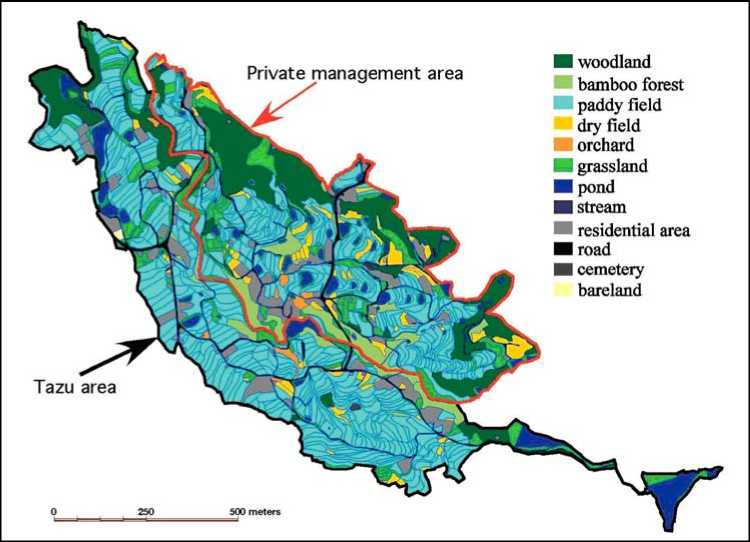 Private management area
woodland
bamboo forest
paddy field
dry field
orchard
grassland
pond
stream
residential area
road
cemetery
bareland
Tazu area
0 250 500 meters